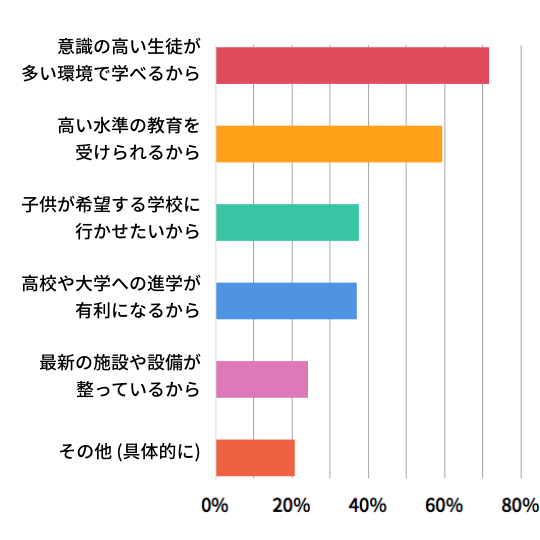 意識の高い生徒が
多い環境で学べるから
高い水準の教育を
受けられるから
子供が希望する学校に
行かせたいから
高校や大学への進学が
有利になるから
最新の施設や設備が
整っているから
その他 (具体的に)
0% 20% 40% 60% 80%